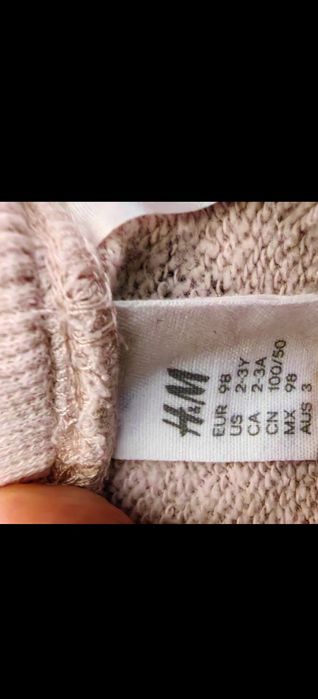 H&M
EUR 98
US 2-3Y
CA 2-3A
CN 100/50
MX 98
AUS 3